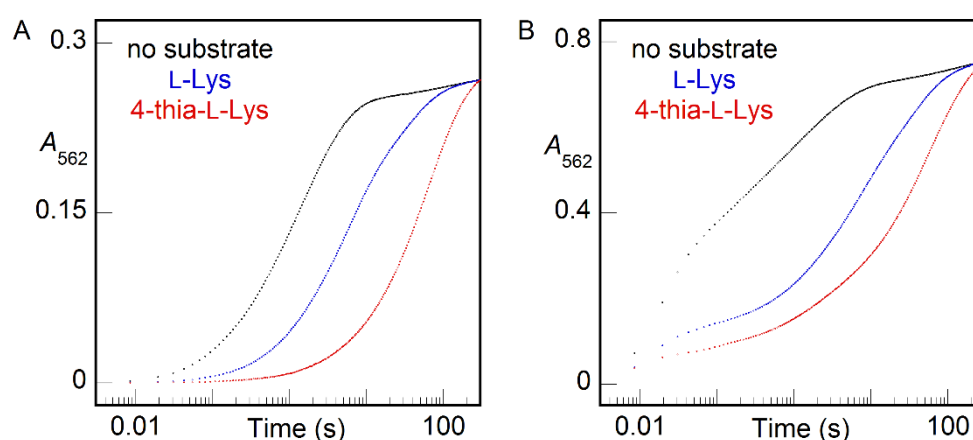 A
0.3
no substrate
L-Lys
4-thia-L-Lys
A562
0.15
0
0.01 Time (s) 100
B
0.8
no substrate
L-Lys
4-thia-L-Lys
A562
0.4
0
0.01 Time (s) 100